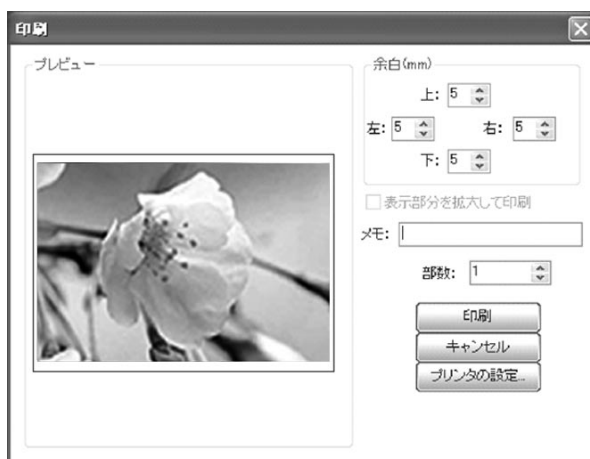 印刷
プレビュー
余白(mm)
上: 5
左: 5
右: 5
下: 5
表示部分を拡大して印刷
メモ:
部数: 1
印刷
キャンセル
プリンタの設定...